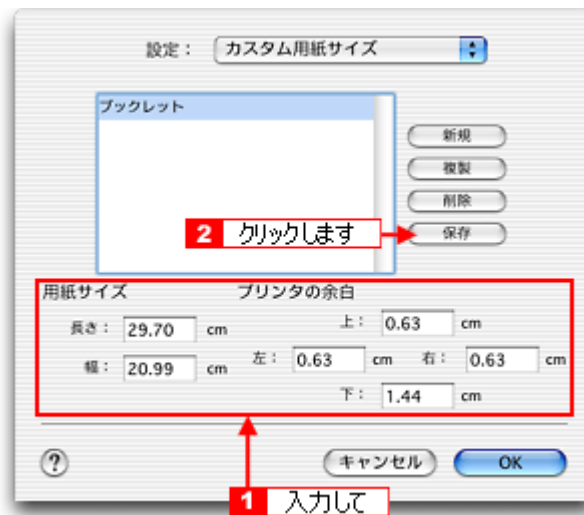 設定： カスタム用紙サイズ
ブックレット
新規
複製
削除
2 クリックします
保存
用紙サイズ プリンタの余白
長さ： 29.70 cm
上： 0.63 cm
幅： 20.99 cm
左： 0.63 cm 右： 0.63 cm
下： 1.44 cm
? キャンセル OK
1 入力して